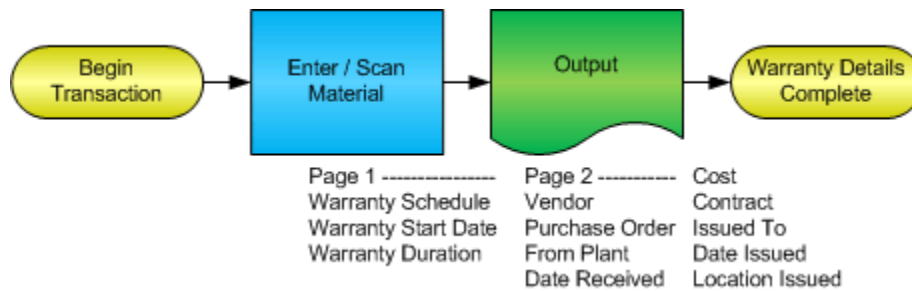 Begin
Transaction
Enter / Scan
Material
Output
Warranty Details
Complete
Page 1 -----------------
Warranty Schedule
Warranty Start Date
Warranty Duration
Page 2 ------------
Vendor
Purchase Order
From Plant
Date Received
Cost
Contract
Issued To
Date Issued
Location Issued